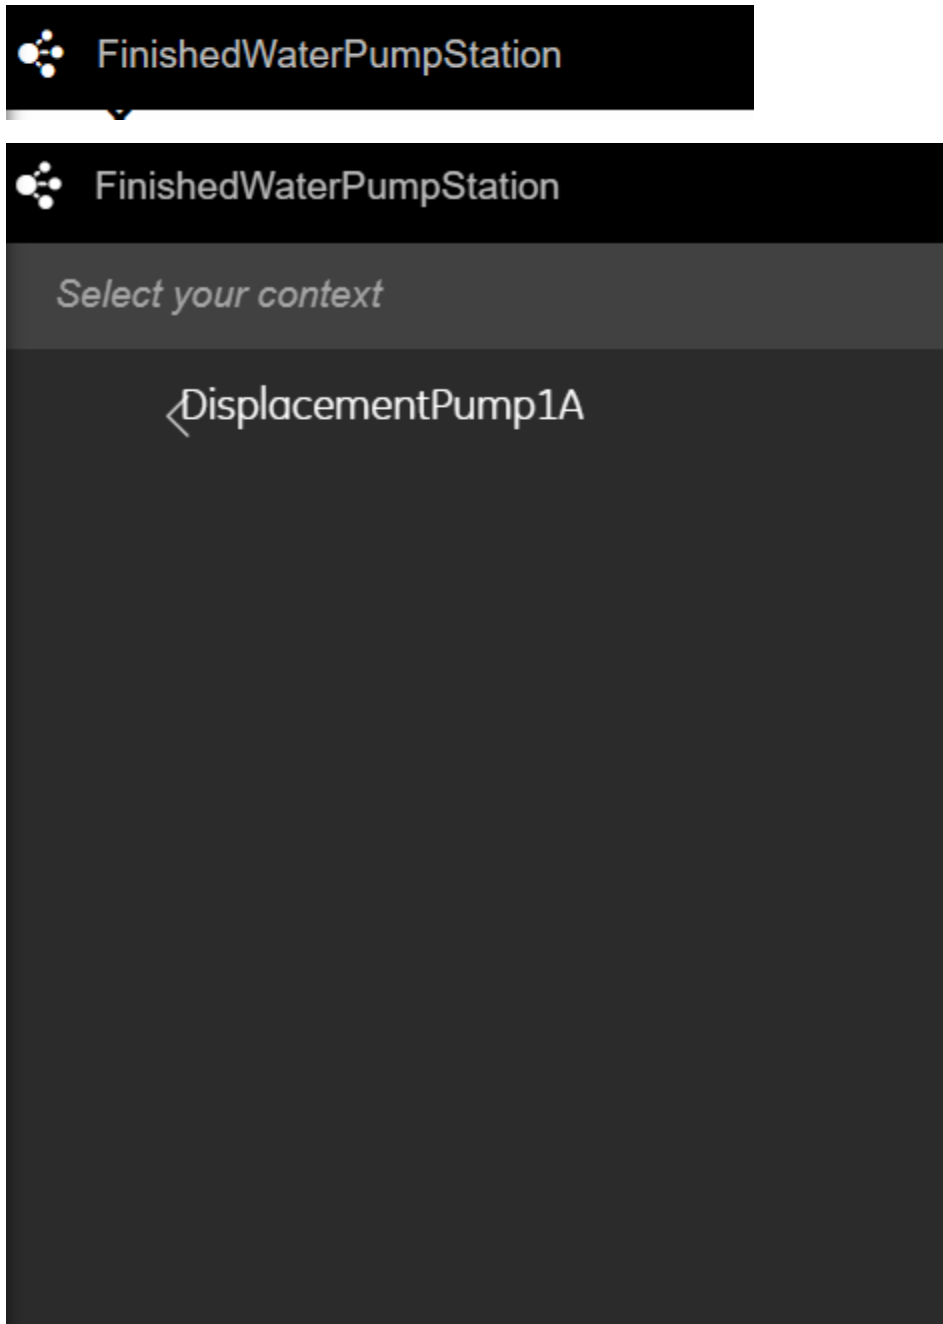 FinishedWaterPumpStation
FinishedWaterPumpStation
Select your context
DisplacementPump1A